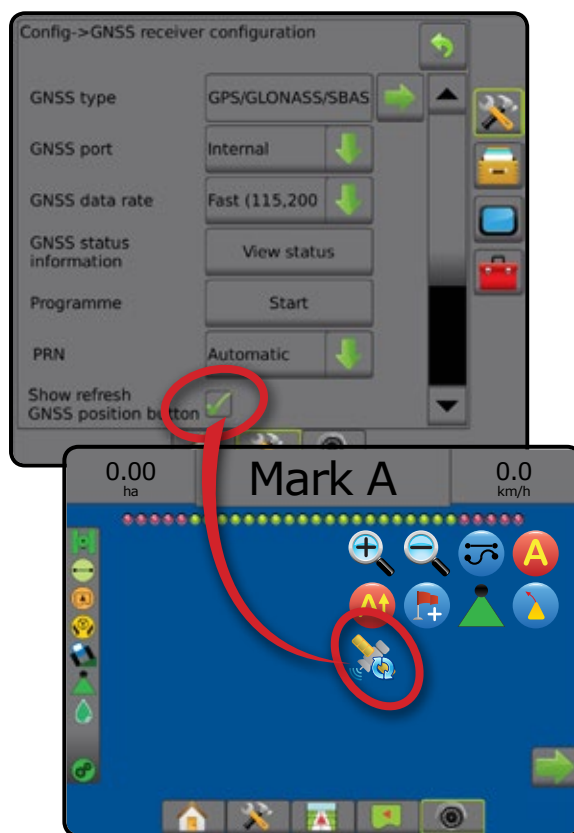 Config->GNSS receiver configuration
GNSS type
GPS/GLONASS/SBAS
GNSS port
Internal
GNSS data rate
Fast (115,200
GNSS status
information
View status
Programme
Start
PRN
Automatic
Show refresh
GNSS position button
0.00
ha
Mark A
0.0
km/h
A
A